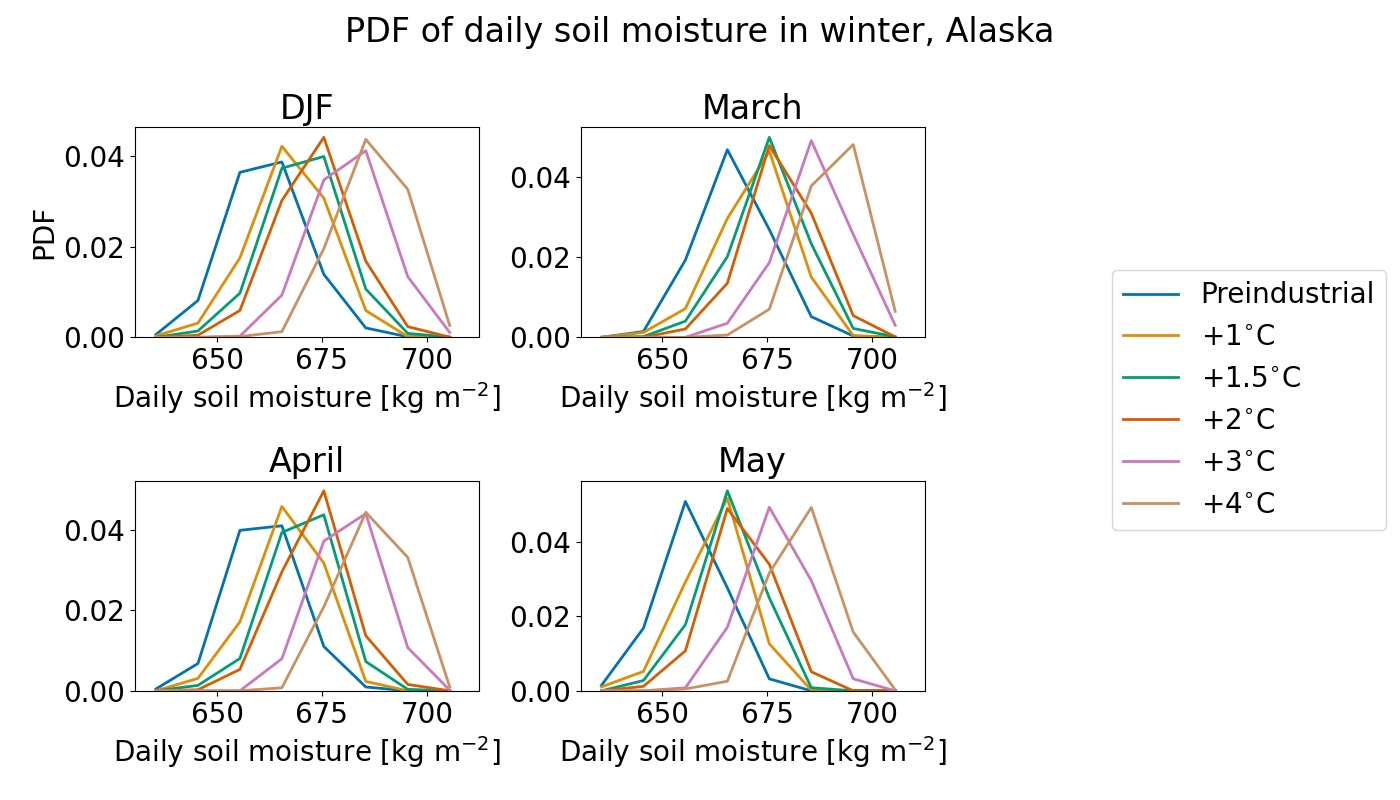 PDF of daily soil moisture in winter, Alaska
DJF
PDF
0.04
0.02
0.00
650 675 700
Daily soil moisture [kg m⁻²]
March
0.04
0.02
0.00
650 675 700
Daily soil moisture [kg m⁻²]
April
0.04
0.02
0.00
650 675 700
Daily soil moisture [kg m⁻²]
May
0.04
0.02
0.00
650 675 700
Daily soil moisture [kg m⁻²]
Preindustrial
+1°C
+1.5°C
+2°C
+3°C
+4°C